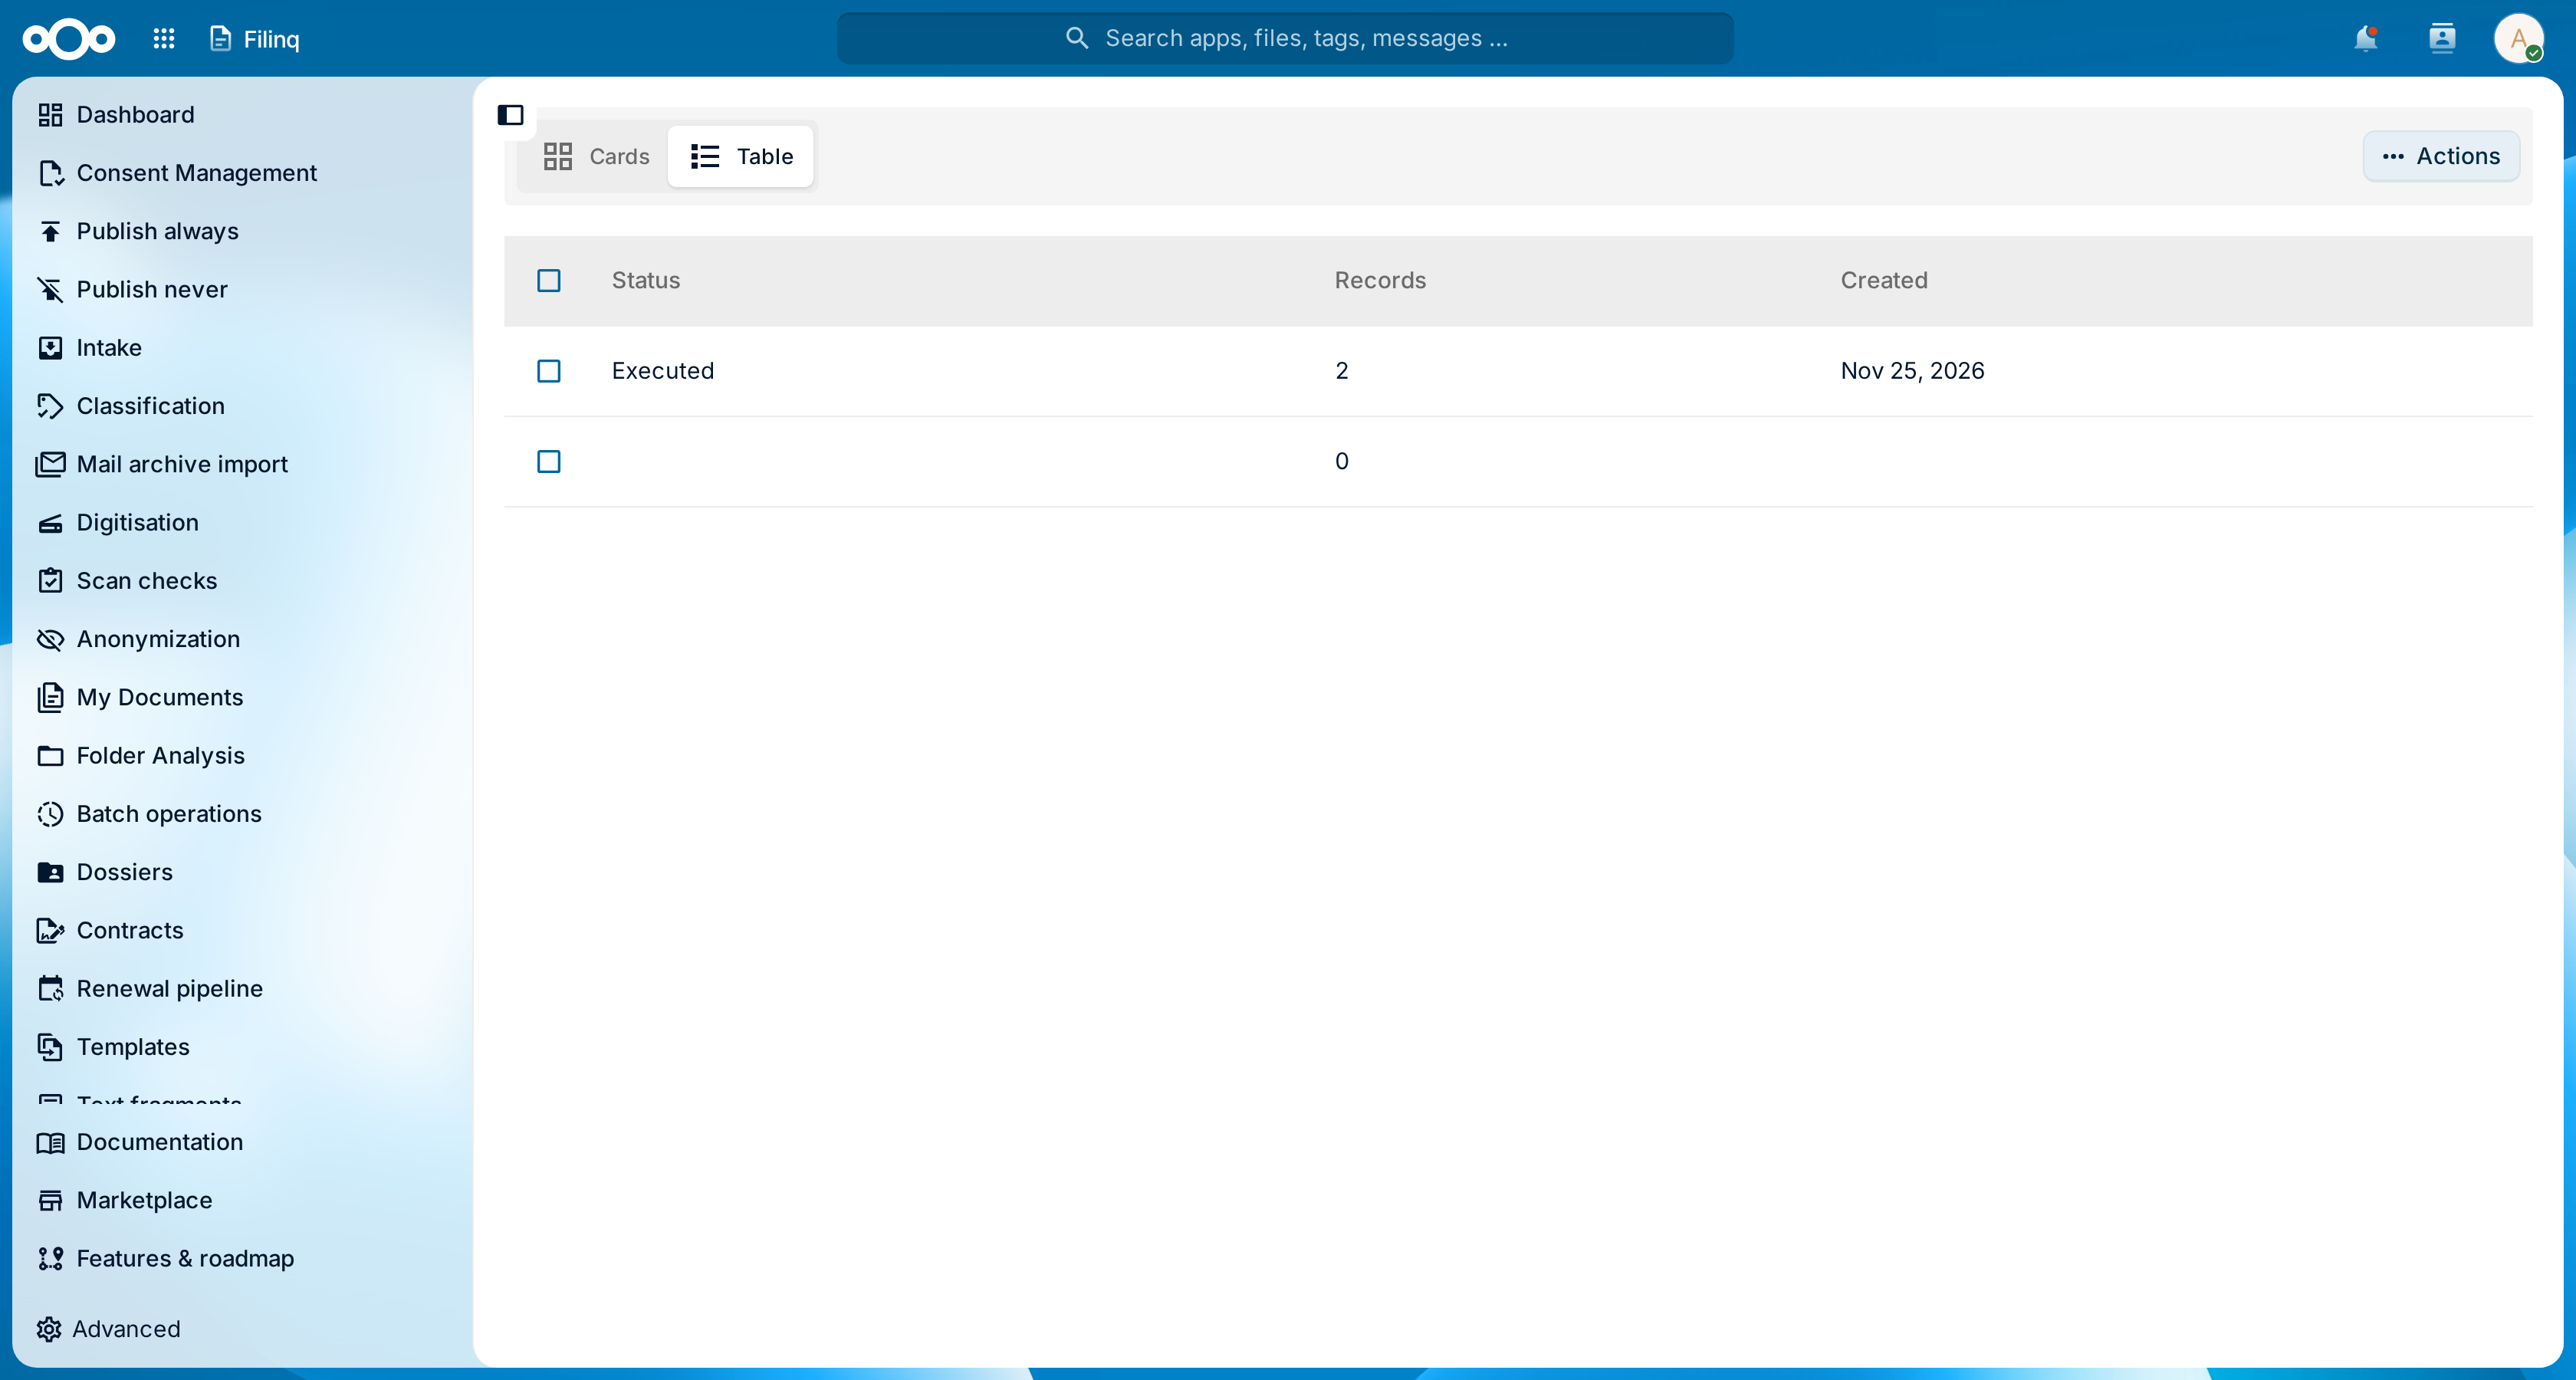 Filinq
Search apps, files, tags, messages ...
A
Dashboard
Consent Management
Publish always
Publish never
Intake
Classification
Mail archive import
Digitisation
Scan checks
Anonymization
My Documents
Folder Analysis
Batch operations
Dossiers
Contracts
Renewal pipeline
Templates
Text fragments
Documentation
Marketplace
Features & roadmap
Advanced
Cards
Table
Actions
Status Records Created
Executed 2 Nov 25, 2026
0